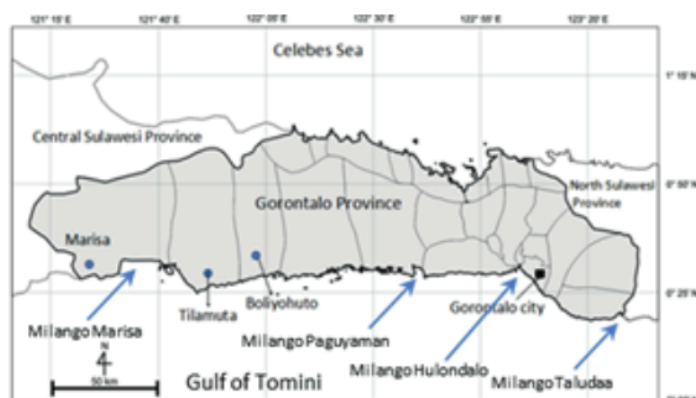 121° 15' E
121° 40' E
122° 05' E
122° 30' E
122° 55' E
123° 20' E
Celebes Sea
1° 15' N
Central Sulawesi Province
0° 50' N
North Sulawesi
Province
Gorontalo Province
Marisa
0° 25' N
Tilamuta
Boliyohuto
Gorontalo city
Milango Marisa
Milango Paguyaman
Milango Hulondalo
Milango Taludaa
N
50 km
Gulf of Tomini